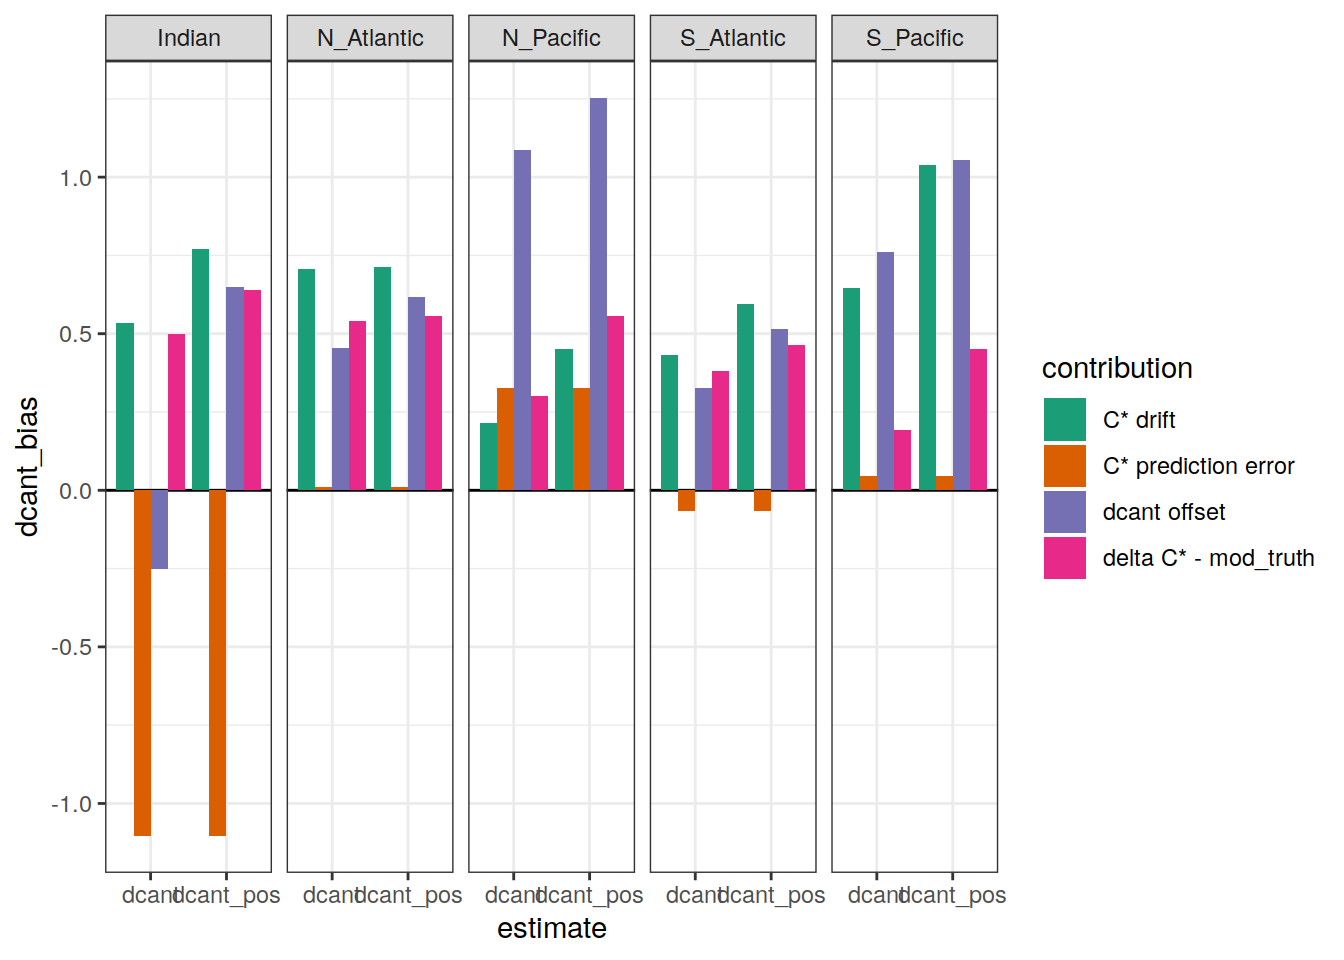 Indian N_Atlantic N_Pacific S_Atlantic S_Pacific
1.0
0.5
0.0
-0.5
-1.0
dcant_bias
dcant dcant_pos dcant dcant_pos dcant dcant_pos dcant dcant_pos dcant dcant_pos
estimate
contribution
C* drift
C* prediction error
dcant offset
delta C* - mod_truth